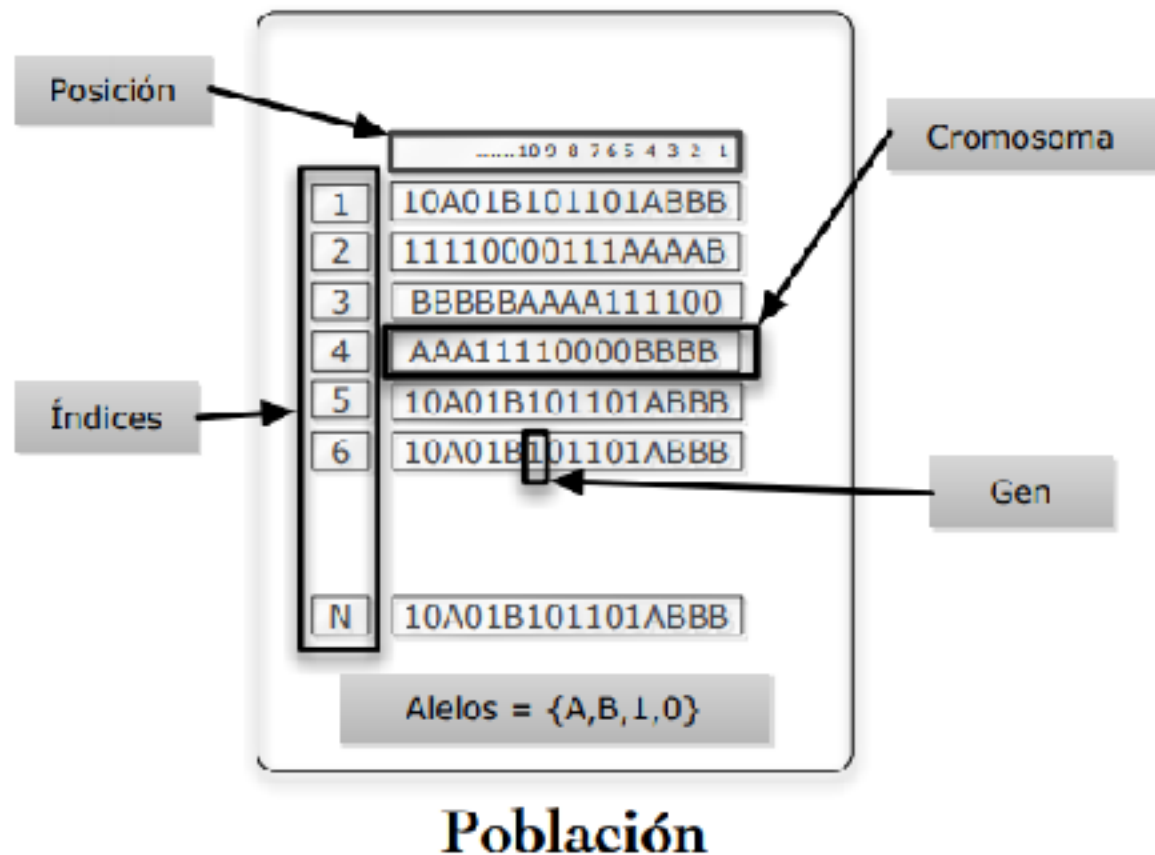 Posición
Cromosoma
.......10 9 8 7 6 5 4 3 2 1
1 10A01B101101ABBB
2 11110000111AAAAB
3 BBBBBAAAA111100
4 AAA11110000BBBB
Índices
5 10A01B101101ABBB
6 10A01B101101ABBB
Gen
N 10A01B101101ABBB
Alelos = {A,B,1,0}
Población